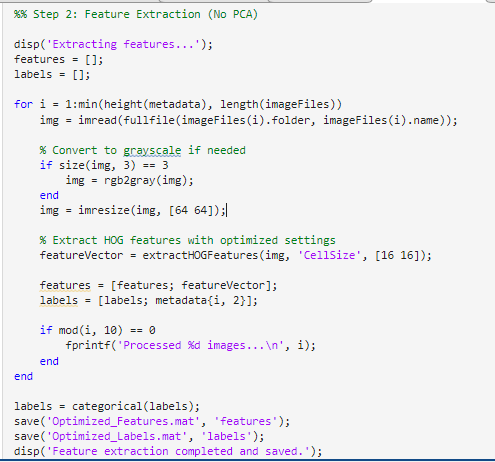 %% Step 2: Feature Extraction (No PCA)
disp('Extracting features...');
features = [];
labels = [];
for i = 1:min(height(metadata), length(imageFiles))
img = imread(fullfile(imageFiles(i).folder, imageFiles(i).name));
% Convert to grayscale if needed
if size(img, 3) == 3
img = rgb2gray(img);
end
img = imresize(img, [64 64]);
% Extract HOG features with optimized settings
featureVector = extractHOGFeatures(img, 'CellSize', [16 16]);
features = [features; featureVector];
labels = [labels; metadata{i, 2}];
if mod(i, 10) == 0
fprintf('Processed %d images...\n', i);
end
end
labels = categorical(labels);
save('Optimized_Features.mat', 'features');
save('Optimized_Labels.mat', 'labels');
disp('Feature extraction completed and saved.');